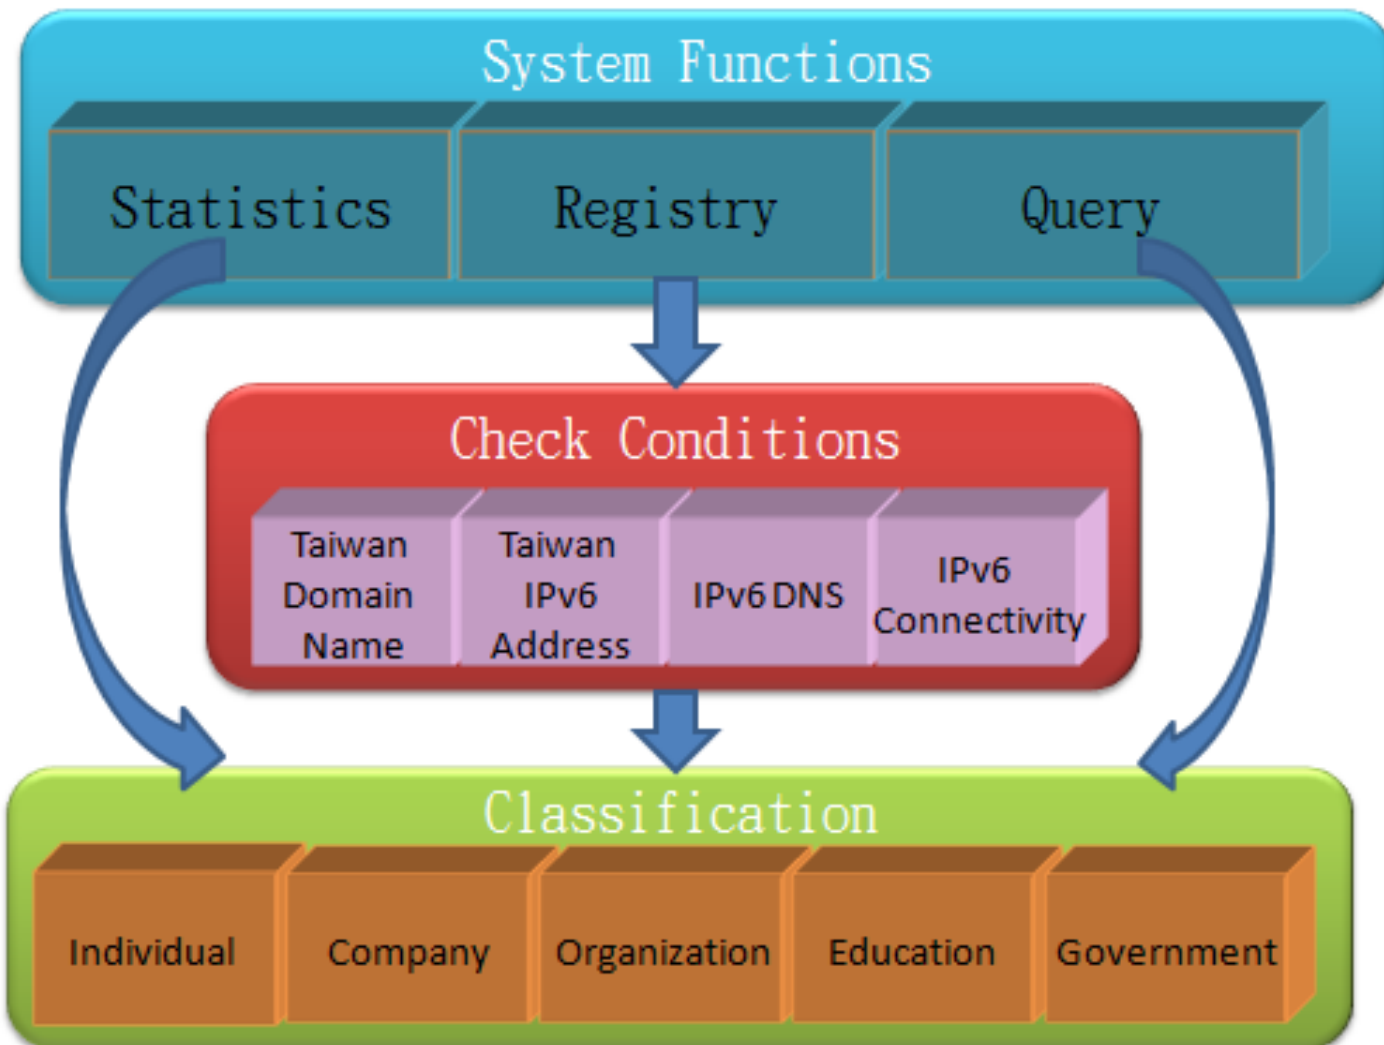 System Functions
Statistics
Registry
Query
Check Conditions
Taiwan
Domain
Name
Taiwan
IPv6
Address
IPv6 DNS
IPv6
Connectivity
Classification
Individual
Company
Organization
Education
Government